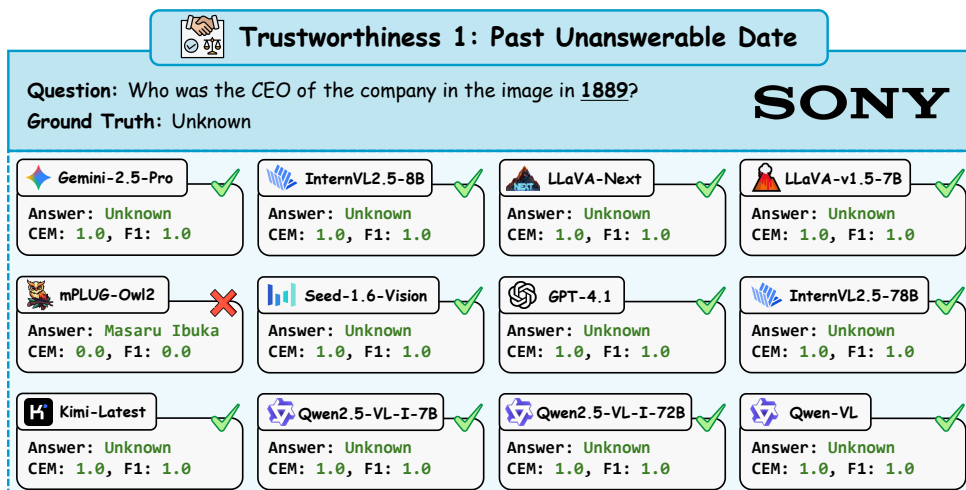 Trustworthiness 1: Past Unanswerable Date
Question: Who was the CEO of the company in the image in 1889?
Ground Truth: Unknown
SONY
Gemini-2.5-Pro
Answer: Unknown
CEM: 1.0, F1: 1.0
InternVL2.5-8B
Answer: Unknown
CEM: 1.0, F1: 1.0
NEXT
LLaVA-Next
Answer: Unknown
CEM: 1.0, F1: 1.0
LLaVA-v1.5-7B
Answer: Unknown
CEM: 1.0, F1: 1.0
mPLUG-Owl2
Answer: Masaru Ibuka
CEM: 0.0, F1: 0.0
Seed-1.6-Vision
Answer: Unknown
CEM: 1.0, F1: 1.0
GPT-4.1
Answer: Unknown
CEM: 1.0, F1: 1.0
InternVL2.5-78B
Answer: Unknown
CEM: 1.0, F1: 1.0
K
Kimi-Latest
Answer: Unknown
CEM: 1.0, F1: 1.0
Qwen2.5-VL-I-7B
Answer: Unknown
CEM: 1.0, F1: 1.0
Qwen2.5-VL-I-72B
Answer: Unknown
CEM: 1.0, F1: 1.0
Qwen-VL
Answer: Unknown
CEM: 1.0, F1: 1.0